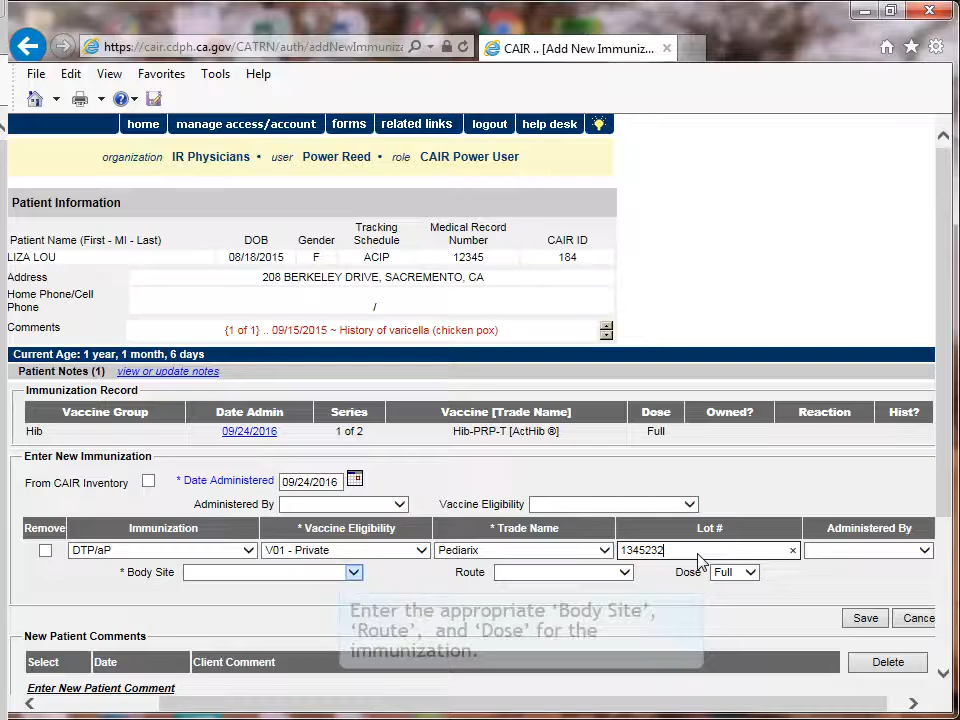 https://cair.cdph.ca.gov/CATRN/auth/addNewImmuniza
CAIR .. [Add New Immuniz...
File Edit View Favorites Tools Help
home manage access/account forms related links logout help desk
organization IR Physicians • user Power Reed • role CAIR Power User
Patient Information
Patient Name (First - MI - Last) DOB Gender Tracking Schedule Medical Record Number CAIR ID
LIZA LOU 08/18/2015 F ACIP 12345 184
Address 208 BERKELEY DRIVE, SACREMENTO, CA
Home Phone/Cell Phone /
Comments {1 of 1} .. 09/15/2015 ~ History of varicella (chicken pox)
Current Age: 1 year, 1 month, 6 days
Patient Notes (1) view or update notes
Immunization Record
Vaccine Group Date Admin Series Vaccine [Trade Name] Dose Owned? Reaction Hist?
Hib 09/24/2016 1 of 2 Hib-PRP-T [ActHib ®] Full
Enter New Immunization
From CAIR Inventory * Date Administered 09/24/2016
Administered By Vaccine Eligibility
Remove Immunization * Vaccine Eligibility * Trade Name Lot # Administered By
DTP/aP V01 - Private Pediarix 1345232
* Body Site Route Dose Full
Enter the appropriate ‘Body Site’,
‘Route’, and ‘Dose’ for the
immunization.
Save Cance
New Patient Comments
Select Date Client Comment Delete
Enter New Patient Comment